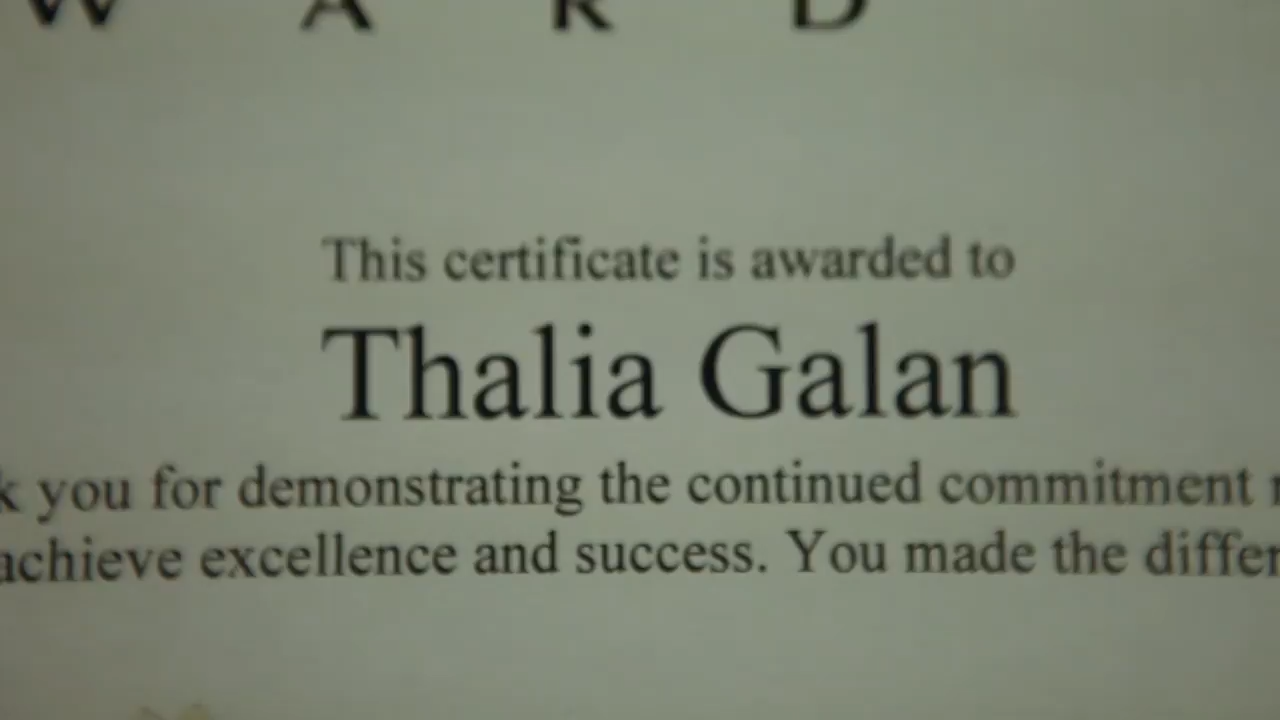 W A R D
This certificate is awarded to
Thalia Galan
k you for demonstrating the continued commitment
achieve excellence and success. You made the differ